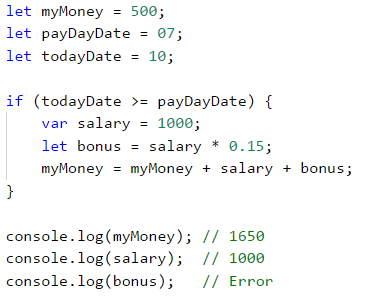 let myMoney = 500;
let payDayDate = 07;
let todayDate = 10;

if (todayDate >= payDayDate) {
    var salary = 1000;
    let bonus = salary * 0.15;
    myMoney = myMoney + salary + bonus;
}

console.log(myMoney); // 1650
console.log(salary);  // 1000
console.log(bonus);   // Error